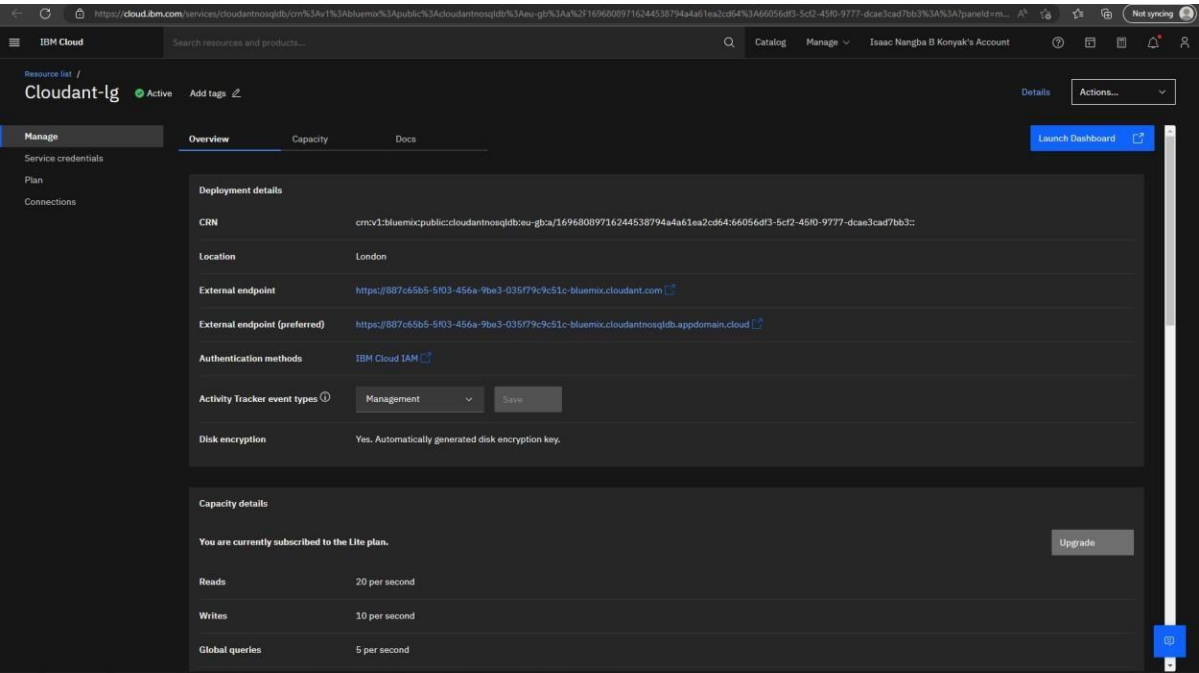 https://cloud.ibm.com/services/cloudantnosqldb/crn%3Av1%3Abluemix%3Apublic%3Acloudantnosqldb%3Aeu-gb%3Aa%2F16968089716244538794a4a61ea2cd64%3A66056df3-5cf2-45f0-9777-dcae3cad7bb3%3A%3A?paneId=m... Not syncing
IBM Cloud Search resources and products... Catalog Manage Isaac Nangba B Konyak's Account
Resource list /
Cloudant-lg Active Add tags Details Actions...
Manage Overview Capacity Docs Launch Dashboard
Service credentials
Plan
Connections
Deployment details
CRN crn:v1:bluemix:public:cloudantnosqldb:eu-gb:a/16968089716244538794a4a61ea2cd64:66056df3-5cf2-45f0-9777-dcae3cad7bb3::
Location London
External endpoint https://887c65b5-5f03-456a-9be3-035f79c9c51c-bluemix.cloudant.com
External endpoint (preferred) https://887c65b5-5f03-456a-9be3-035f79c9c51c-bluemix.cloudantnosqldb.appdomain.cloud
Authentication methods IBM Cloud IAM
Activity Tracker event types Management Save
Disk encryption Yes. Automatically generated disk encryption key.
Capacity details
You are currently subscribed to the Lite plan. Upgrade
Reads 20 per second
Writes 10 per second
Global queries 5 per second